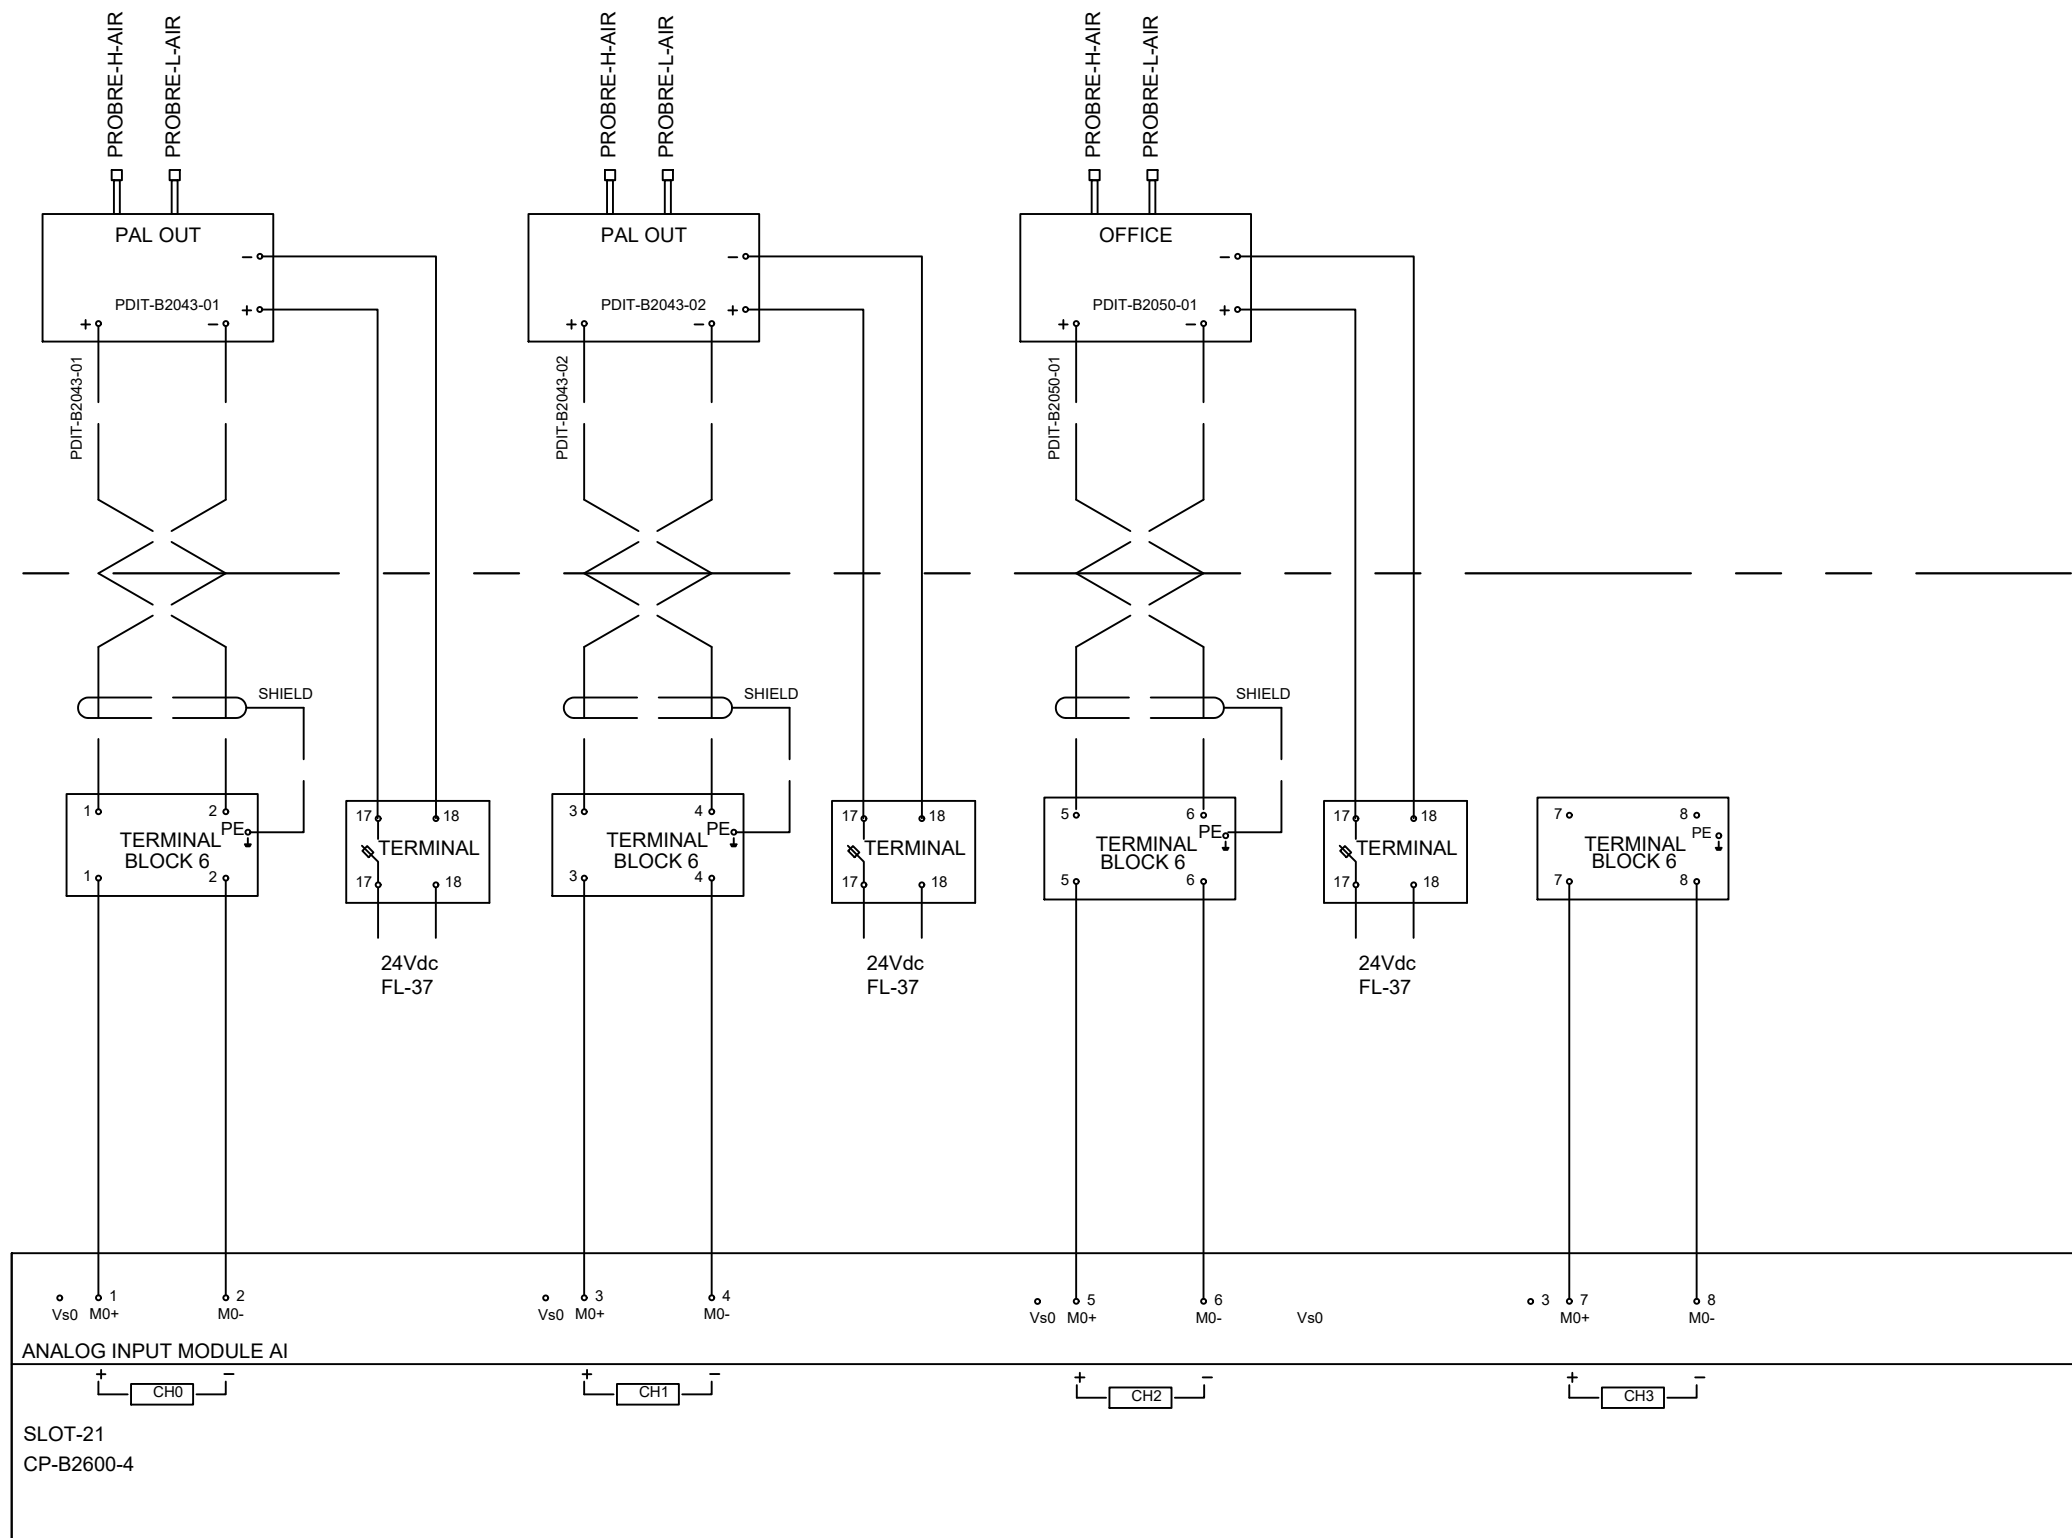 PROBRE-H-AIR
PROBRE-L-AIR
PROBRE-H-AIR
PROBRE-L-AIR
PROBRE-H-AIR
PROBRE-L-AIR
PAL OUT
−
PDIT-B2043-01
+
+
−
PAL OUT
−
PDIT-B2043-02
+
+
−
OFFICE
−
PDIT-B2050-01
+
+
−
PDIT-B2043-01
PDIT-B2043-02
PDIT-B2050-01
SHIELD
SHIELD
SHIELD
1
2
PE
TERMINAL
BLOCK 6
1
2
17
18
TERMINAL
17
18
3
4
PE
TERMINAL
BLOCK 6
3
4
17
18
TERMINAL
17
18
5
6
PE
TERMINAL
BLOCK 6
5
6
17
18
TERMINAL
17
18
7
8
PE
TERMINAL
BLOCK 6
7
8
24Vdc
FL-37
24Vdc
FL-37
24Vdc
FL-37
1
2
Vs0
M0+
M0-
3
4
Vs0
M0+
M0-
5
6
Vs0
M0+
M0-
Vs0
3
7
8
M0+
M0-
ANALOG INPUT MODULE AI
+
−
CH0
+
−
CH1
+
−
CH2
+
−
CH3
SLOT-21
CP-B2600-4